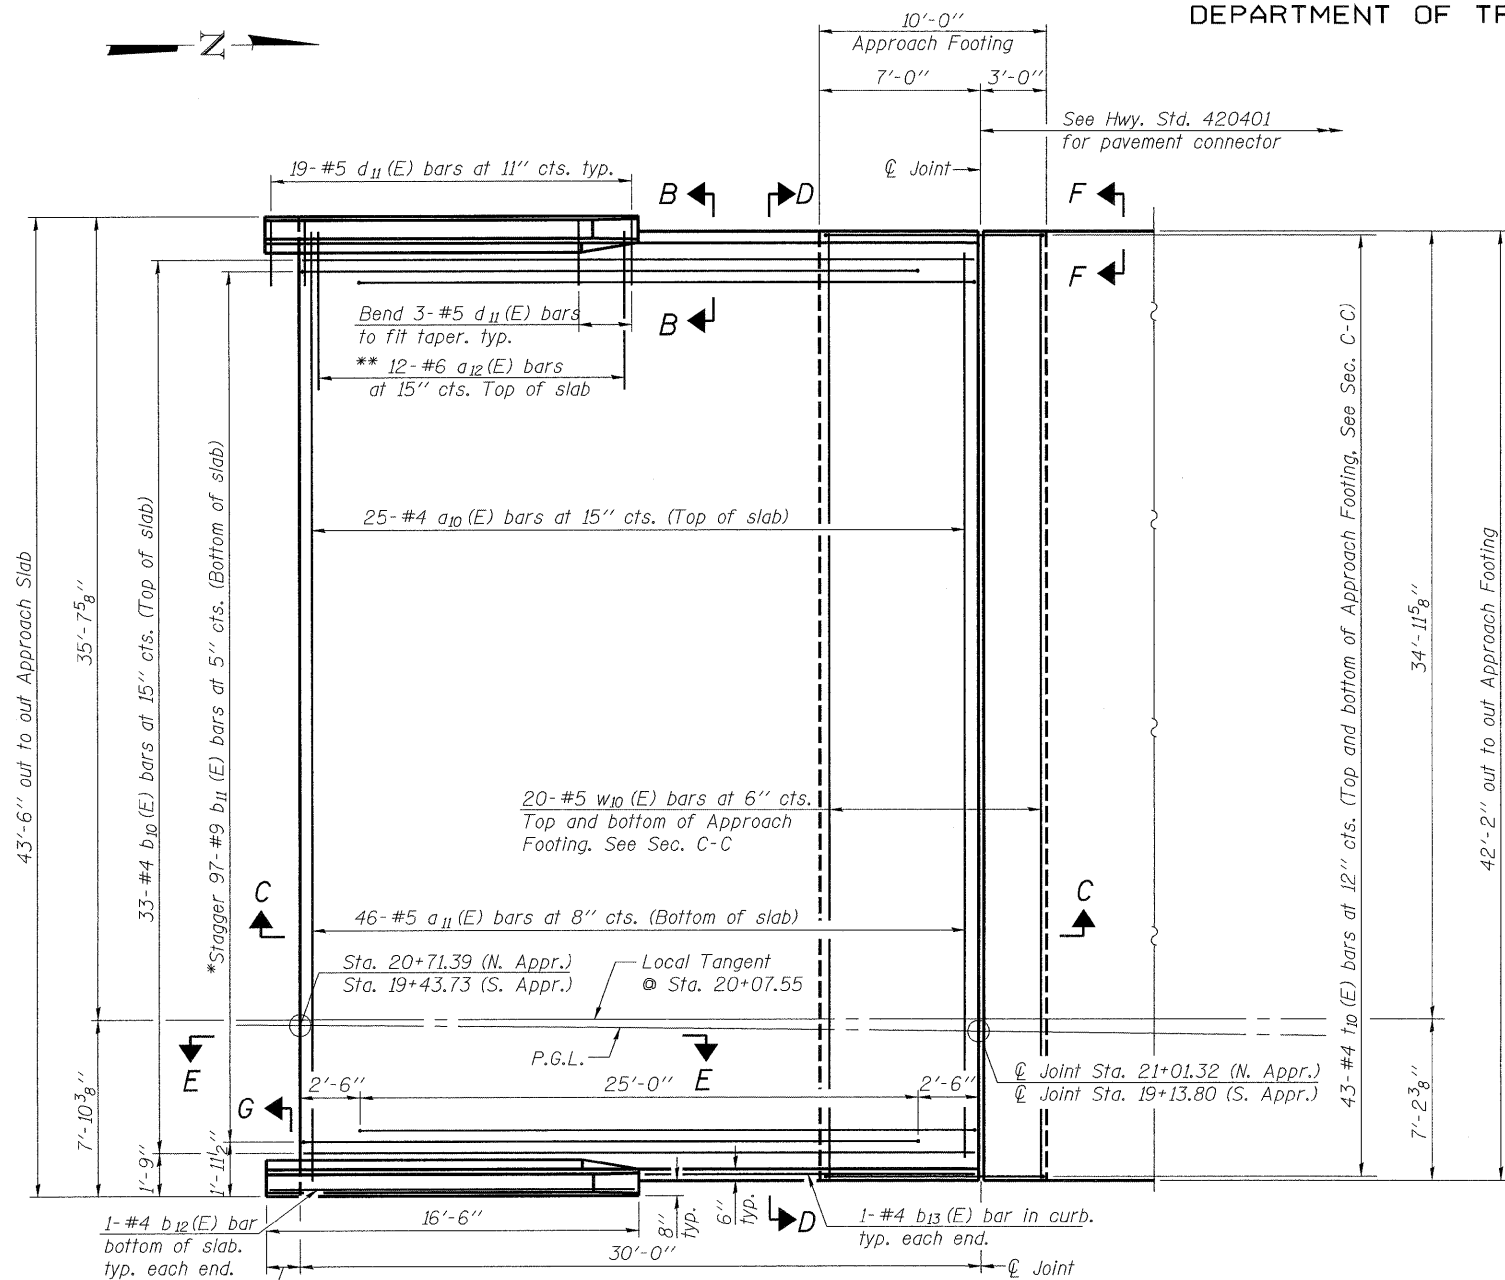 DEPARTMENT OF
10'-0"
Approach Footing
7'-0"
3'-0"
N
See Hwy. Std. 420401
for pavement connector
19-#5 d11(E) bars at 11" cts. typ.
℄ Joint
B
D
F
F
B
Bend 3-#5 d11(E) bars
to fit taper. typ.
** 12-#6 a12(E) bars
at 15" cts. Top of slab
25-#4 a10(E) bars at 15" cts. (Top of slab)
43'-6" out to out Approach Slab
35'-7 5/8"
33-#4 b10(E) bars at 15" cts. (Top of slab)
*Stagger 97-#9 b11(E) bars at 5" cts. (Bottom of slab)
43-#4 t10(E) bars at 12" cts. (Top and bottom of Approach Footing, See Sec. C-C)
34'-11 5/8"
42'-2" out to out Approach Footing
20-#5 w10(E) bars at 6" cts.
Top and bottom of Approach
Footing. See Sec. C-C
C
C
46-#5 a11(E) bars at 8" cts. (Bottom of slab)
Sta. 20+71.39 (N. Appr.)
Sta. 19+43.73 (S. Appr.)
Local Tangent
@ Sta. 20+07.55
P.G.L.
E
E
2'-6"
25'-0"
2'-6"
℄ Joint Sta. 21+01.32 (N. Appr.)
℄ Joint Sta. 19+13.80 (S. Appr.)
G
7'-10 3/8"
1'-9"
1'-11 1/2"
7'-2 3/8"
1-#4 b12(E) bar
bottom of slab.
typ. each end.
16'-6"
8"
typ.
6"
typ.
D
1-#4 b13(E) bar in curb.
typ. each end.
30'-0"
℄ Joint